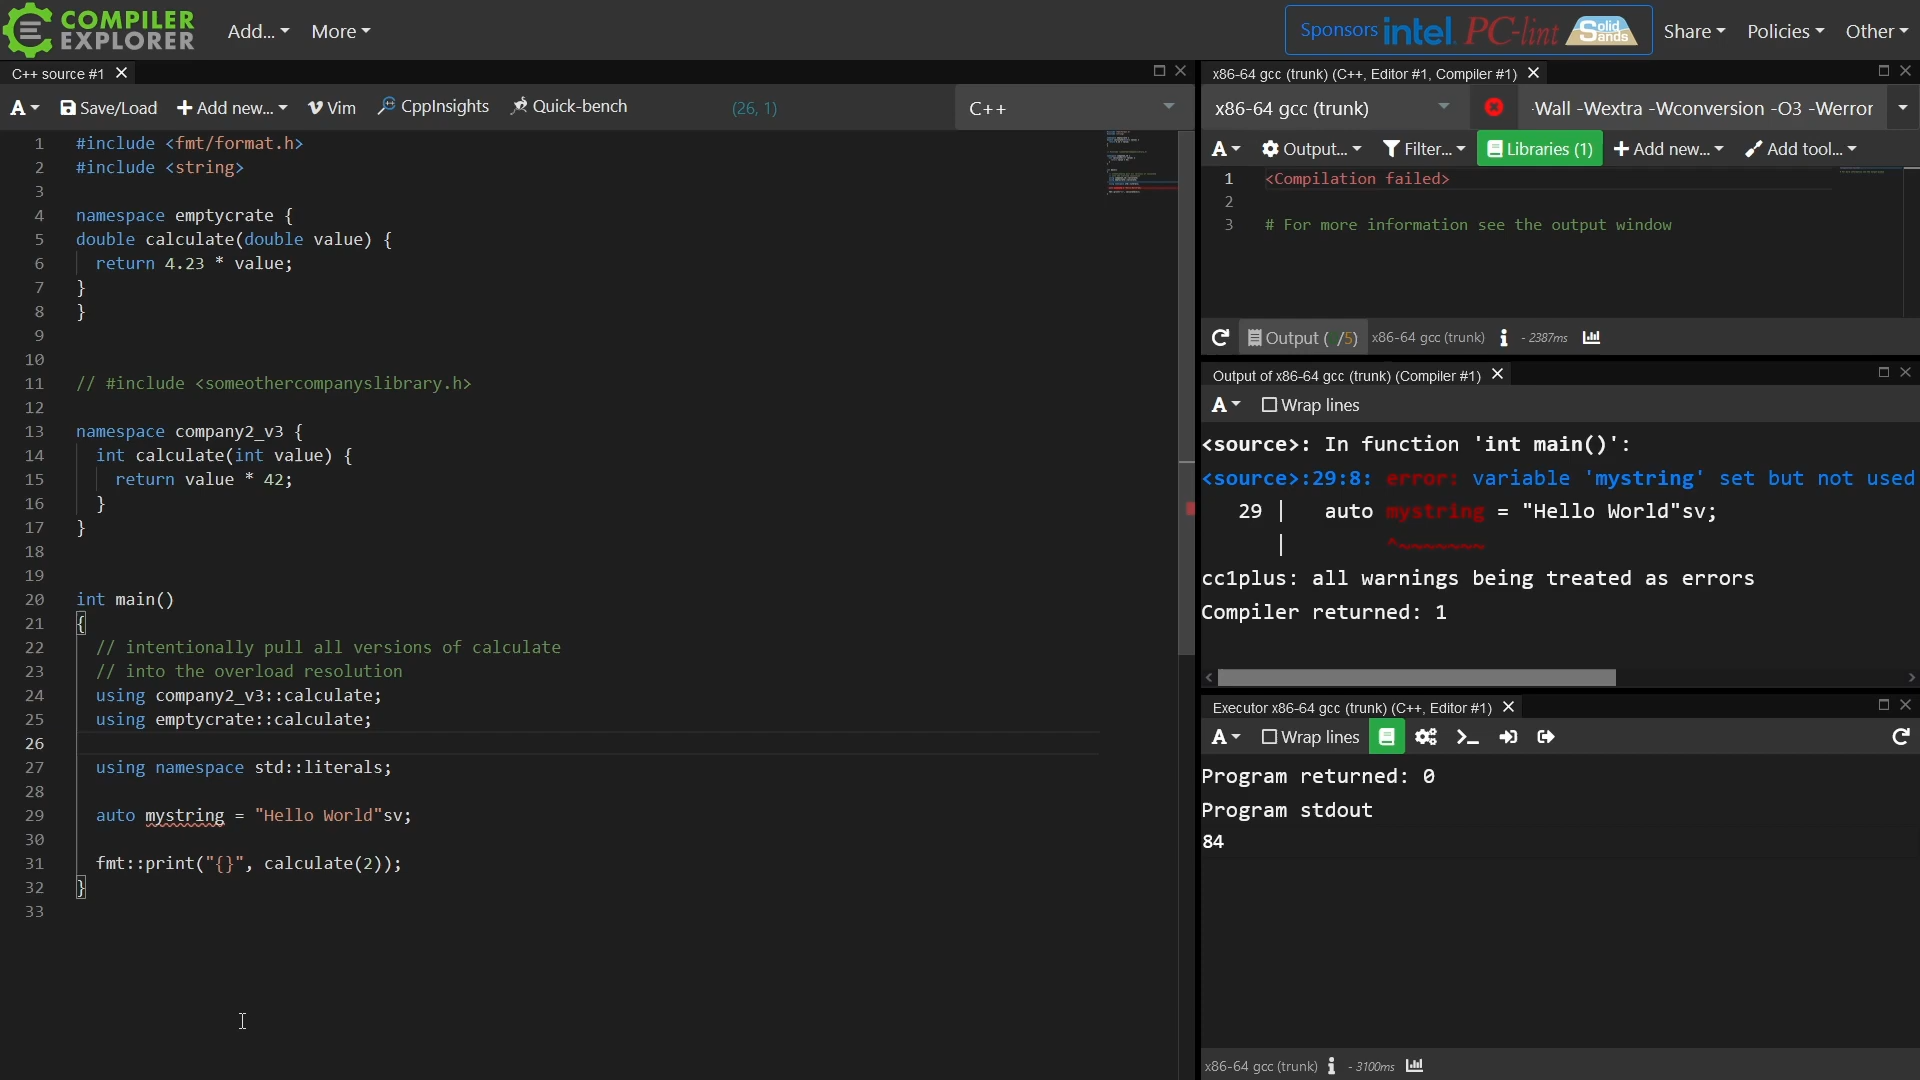 COMPILER EXPLORER
Add... More
Sponsors intel. PC-lint Solid Sands Share Policies Other
C++ source #1
A Save/Load Add new... Vim CppInsights Quick-bench (26, 1) C++
1 #include <fmt/format.h>
2 #include <string>
3
4 namespace emptycrate {
5 double calculate(double value) {
6 return 4.23 * value;
7 }
8 }
9
10
11 // #include <someothercompanyslibrary.h>
12
13 namespace company2_v3 {
14 int calculate(int value) {
15 return value * 42;
16 }
17 }
18
19
20 int main()
21 {
22 // intentionally pull all versions of calculate
23 // into the overload resolution
24 using company2_v3::calculate;
25 using emptycrate::calculate;
26
27 using namespace std::literals;
28
29 auto mystring = "Hello World"sv;
30
31 fmt::print("{}", calculate(2));
32 }
33
x86-64 gcc (trunk) (C++, Editor #1, Compiler #1)
x86-64 gcc (trunk) -Wall -Wextra -Wconversion -O3 -Werror
A Output... Filter... Libraries (1) Add new... Add tool...
1 <Compilation failed>
2
3 # For more information see the output window
Output ( /5) x86-64 gcc (trunk) i - 2387ms
Output of x86-64 gcc (trunk) (Compiler #1)
A Wrap lines
<source>: In function 'int main()':
<source>:29:8: error: variable 'mystring' set but not used
29 | auto mystring = "Hello World"sv;
| ^~~~~~~~
cc1plus: all warnings being treated as errors
Compiler returned: 1
Executor x86-64 gcc (trunk) (C++, Editor #1)
A Wrap lines
Program returned: 0
Program stdout
84
x86-64 gcc (trunk) i - 3100ms